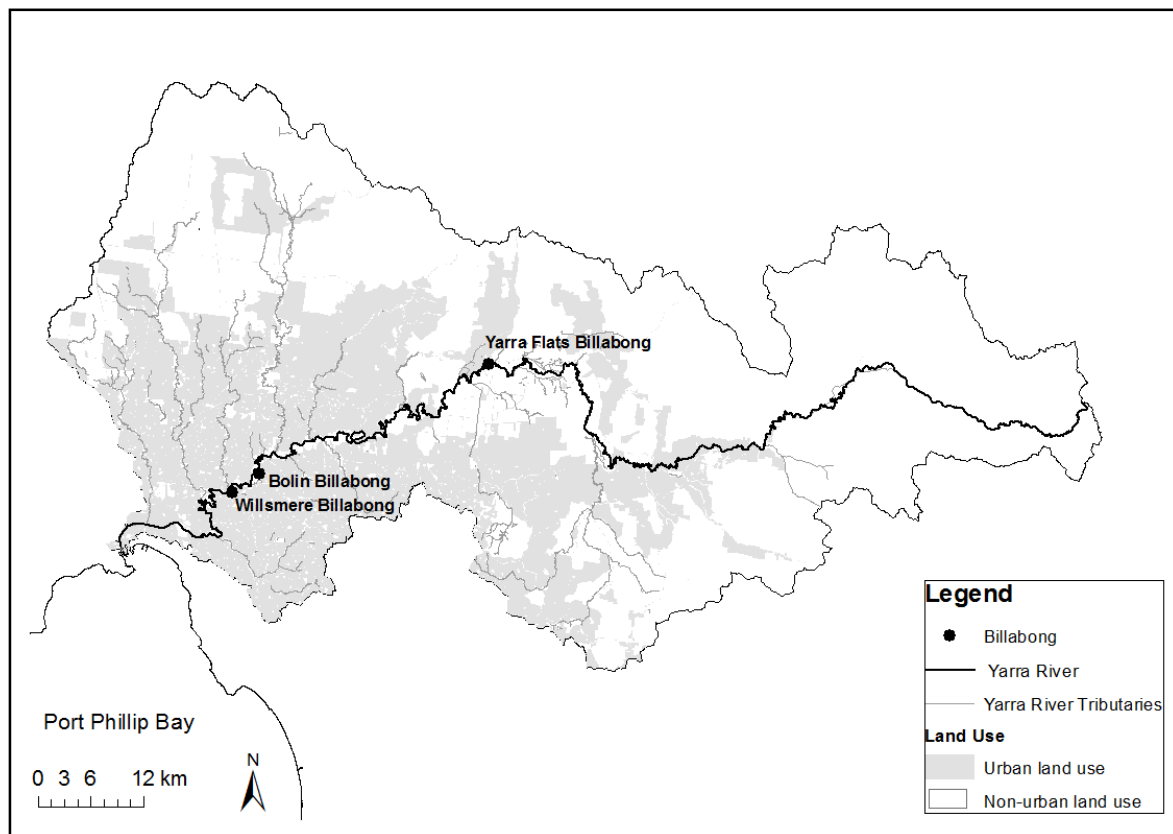 Yarra Flats Billabong
Bolin Billabong
Willsmere Billabong
Port Phillip Bay
0 3 6 12 km
N
Legend
Billabong
Yarra River
Yarra River Tributaries
Land Use
Urban land use
Non-urban land use